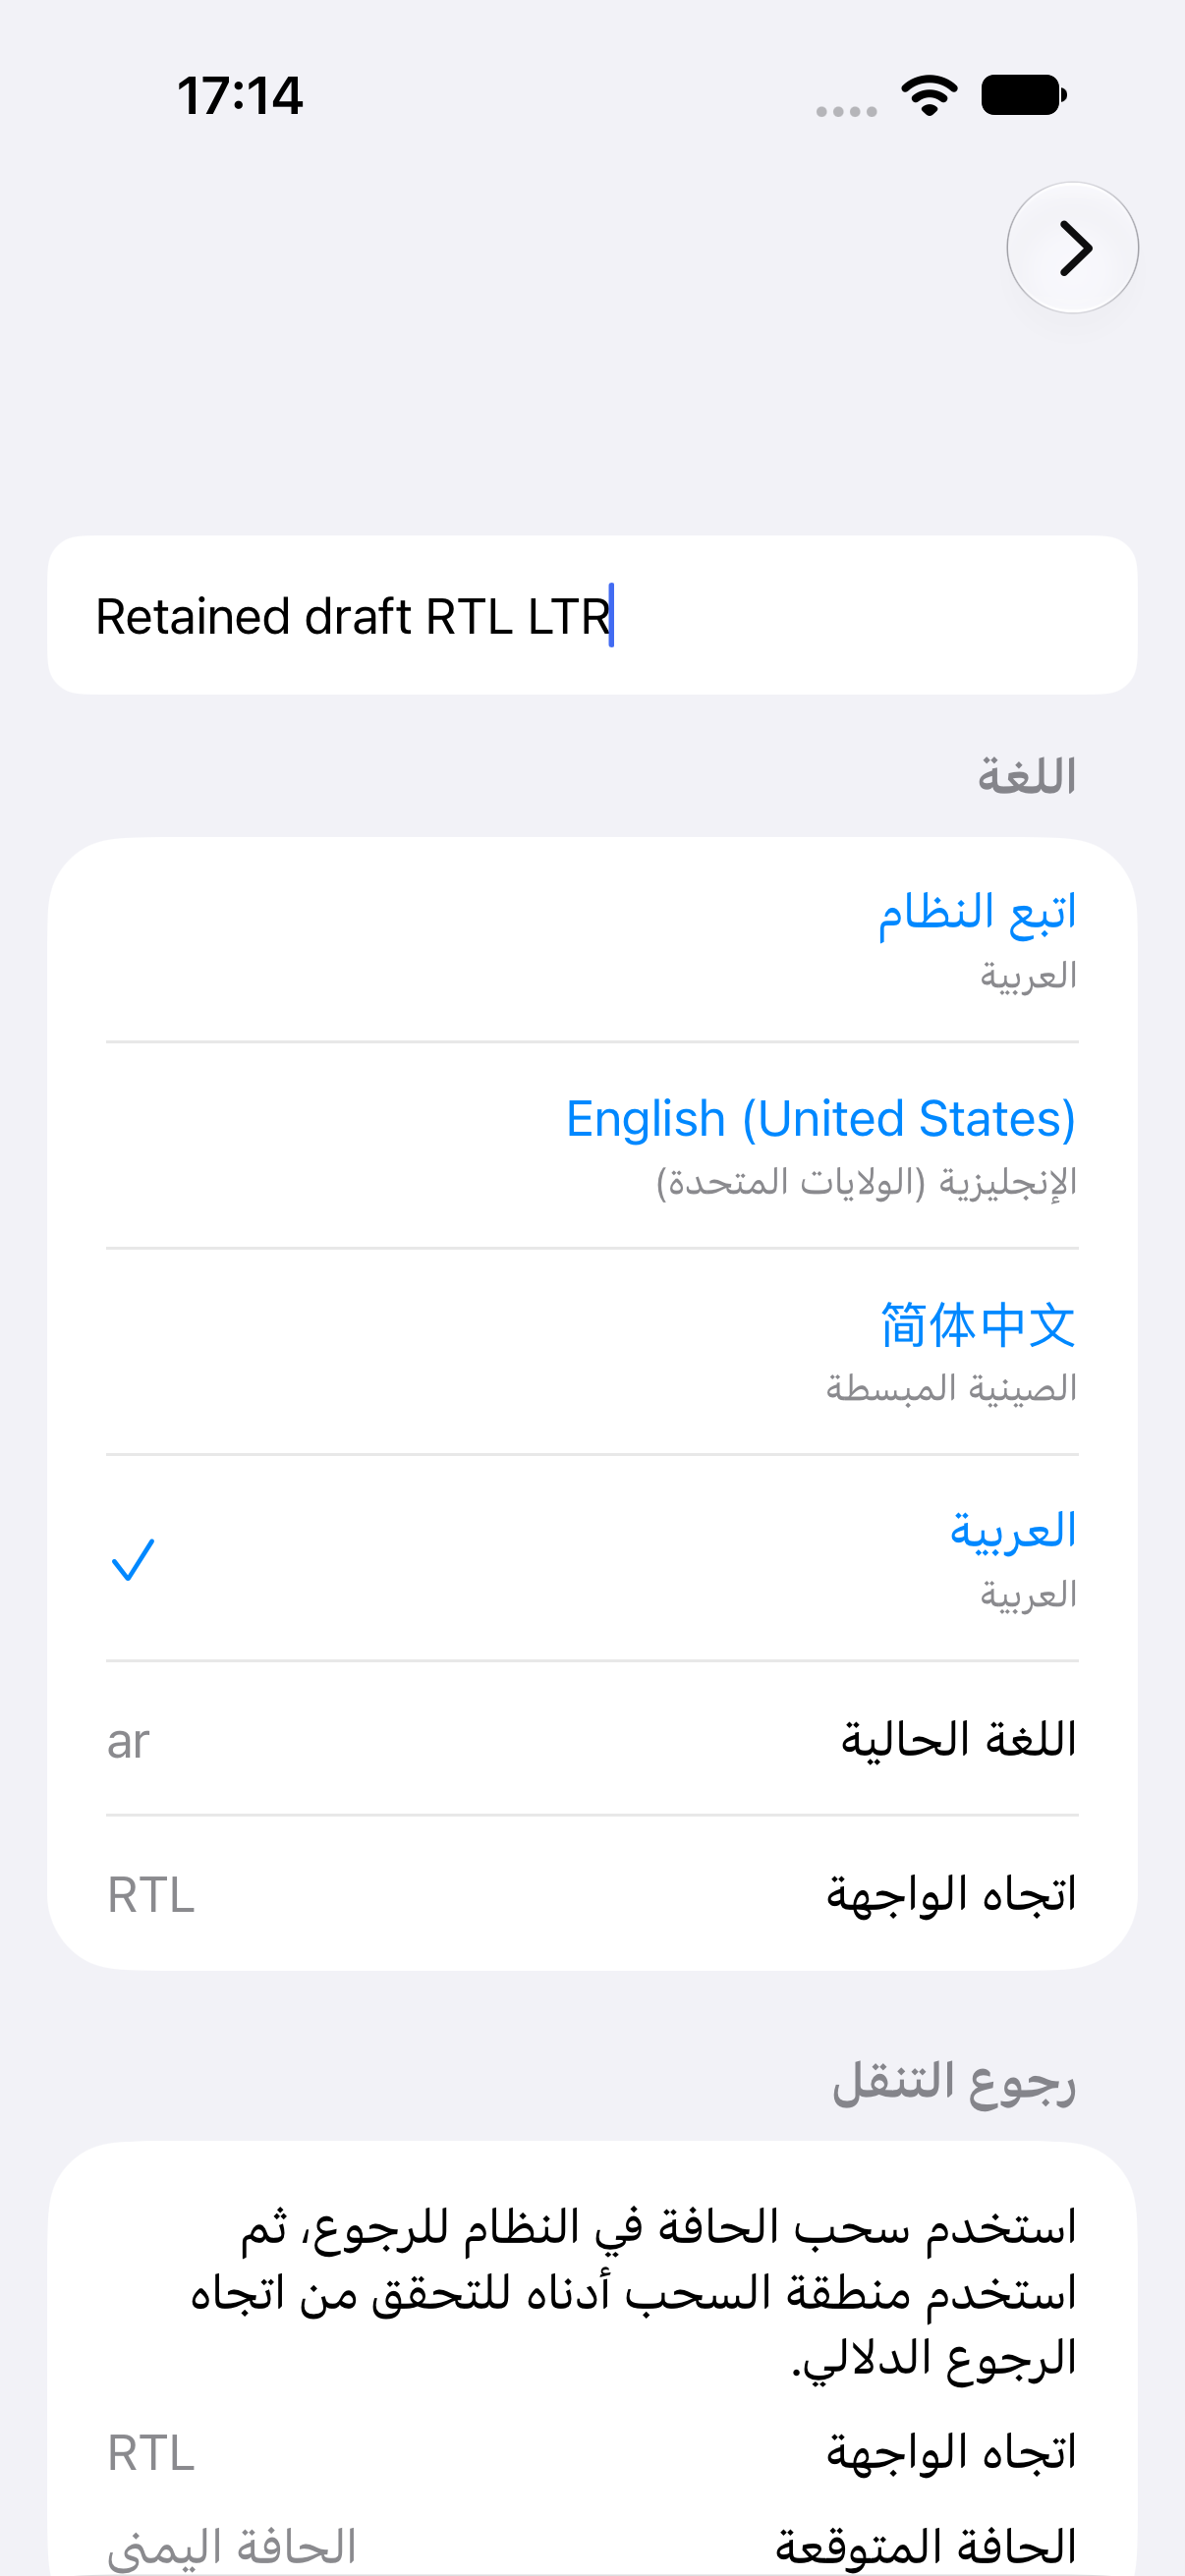 17:14
Retained draft RTL LTR
اللغة
اتبع النظام
العربية
English (United States)
الإنجليزية (الولايات المتحدة)
简体中文
الصينية المبسطة
العربية
العربية
اللغة الحالية ar
اتجاه الواجهة RTL
رجوع التنقل
استخدم سحب الحافة في النظام للرجوع، ثم
استخدم منطقة السحب أدناه للتحقق من اتجاه
الرجوع الدلالي.
اتجاه الواجهة RTL
الحافة المتوقعة الحافة اليمنى